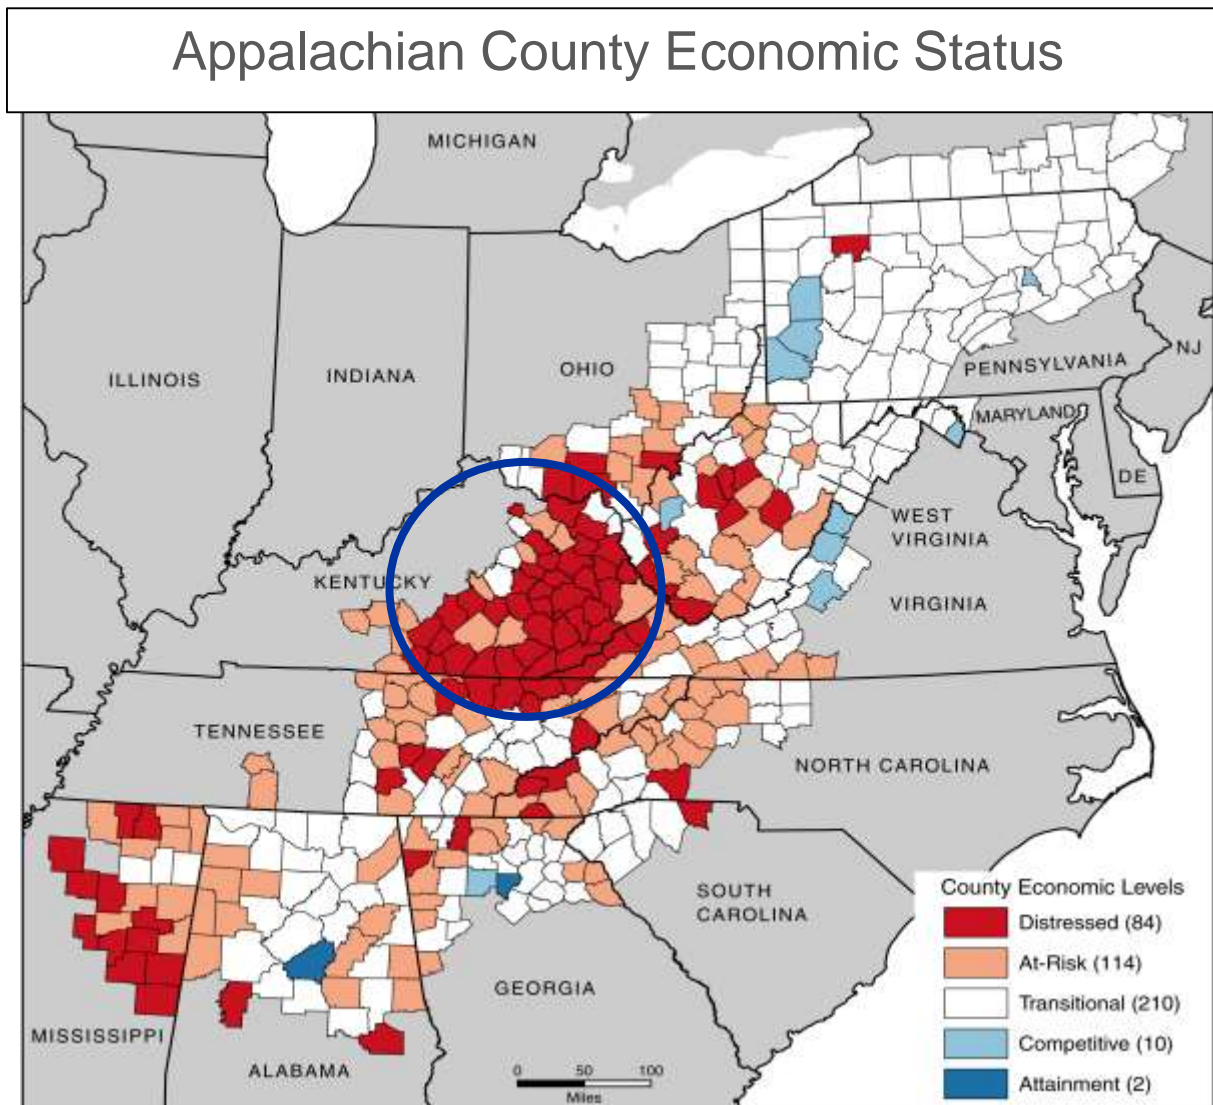 Appalachian County Economic Status
MICHIGAN
NJ
PENNSYLVANIA
OHIO
ILLINOIS
INDIANA
MARYLAND
DE
WEST
VIRGINIA
KENTUCKY
VIRGINIA
TENNESSEE
NORTH CAROLINA
SOUTH
CAROLINA
GEORGIA
MISSISSIPPI
ALABAMA
0 50 100
Miles
County Economic Levels
Distressed (84)
At-Risk (114)
Transitional (210)
Competitive (10)
Attainment (2)